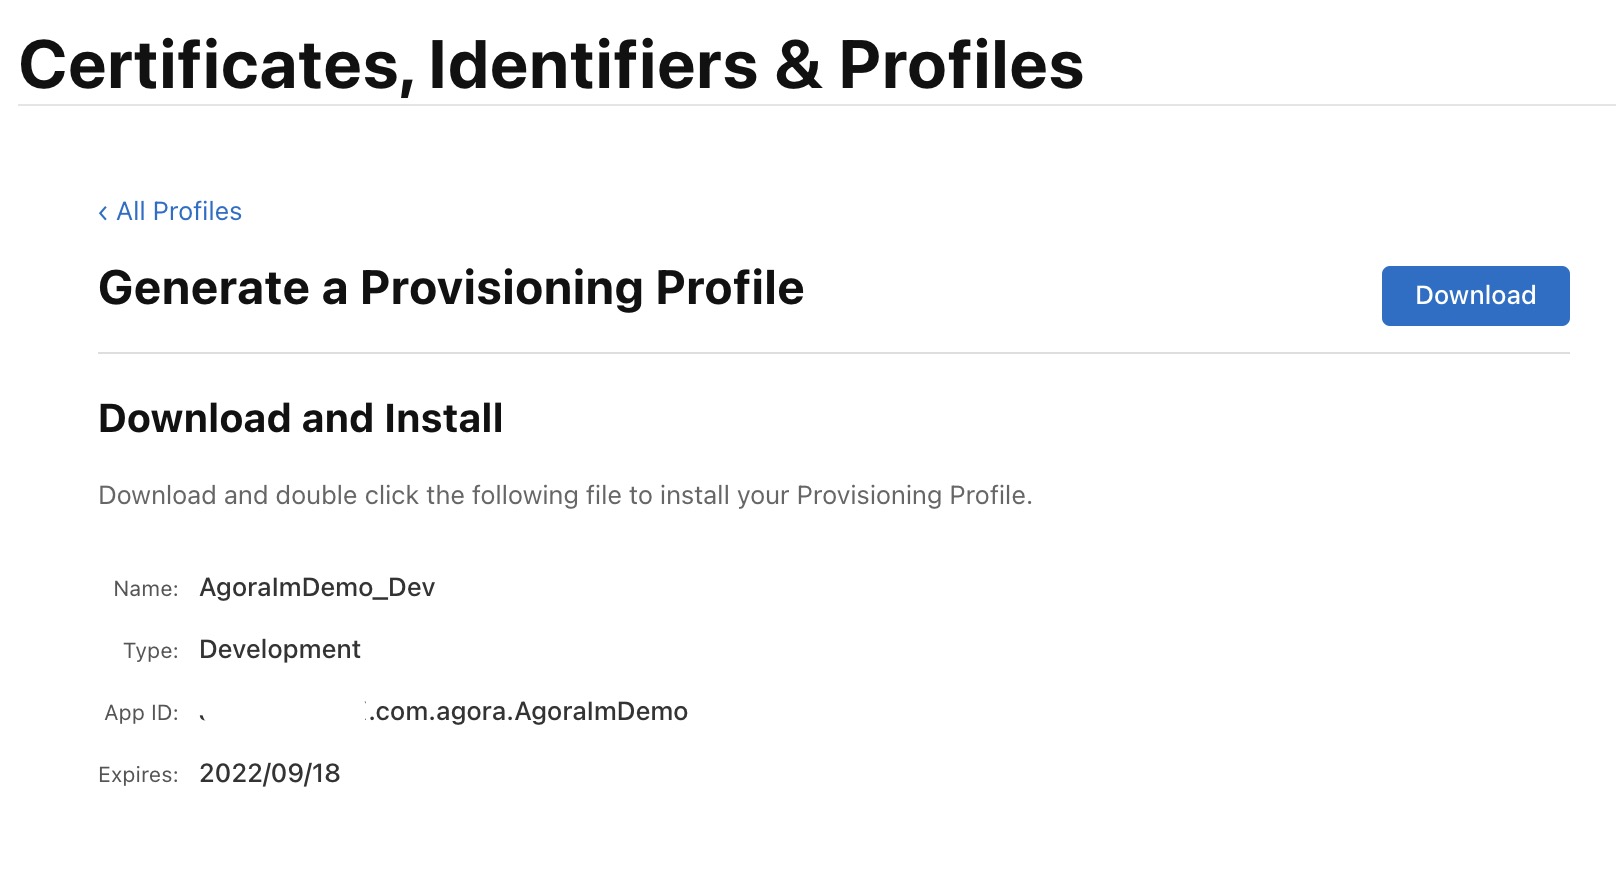 Certificates, Identifiers & Profiles
‹ All Profiles
Generate a Provisioning Profile
Download
Download and Install
Download and double click the following file to install your Provisioning Profile.
Name: AgoraImDemo_Dev
Type: Development
App ID: .com.agora.AgoraImDemo
Expires: 2022/09/18